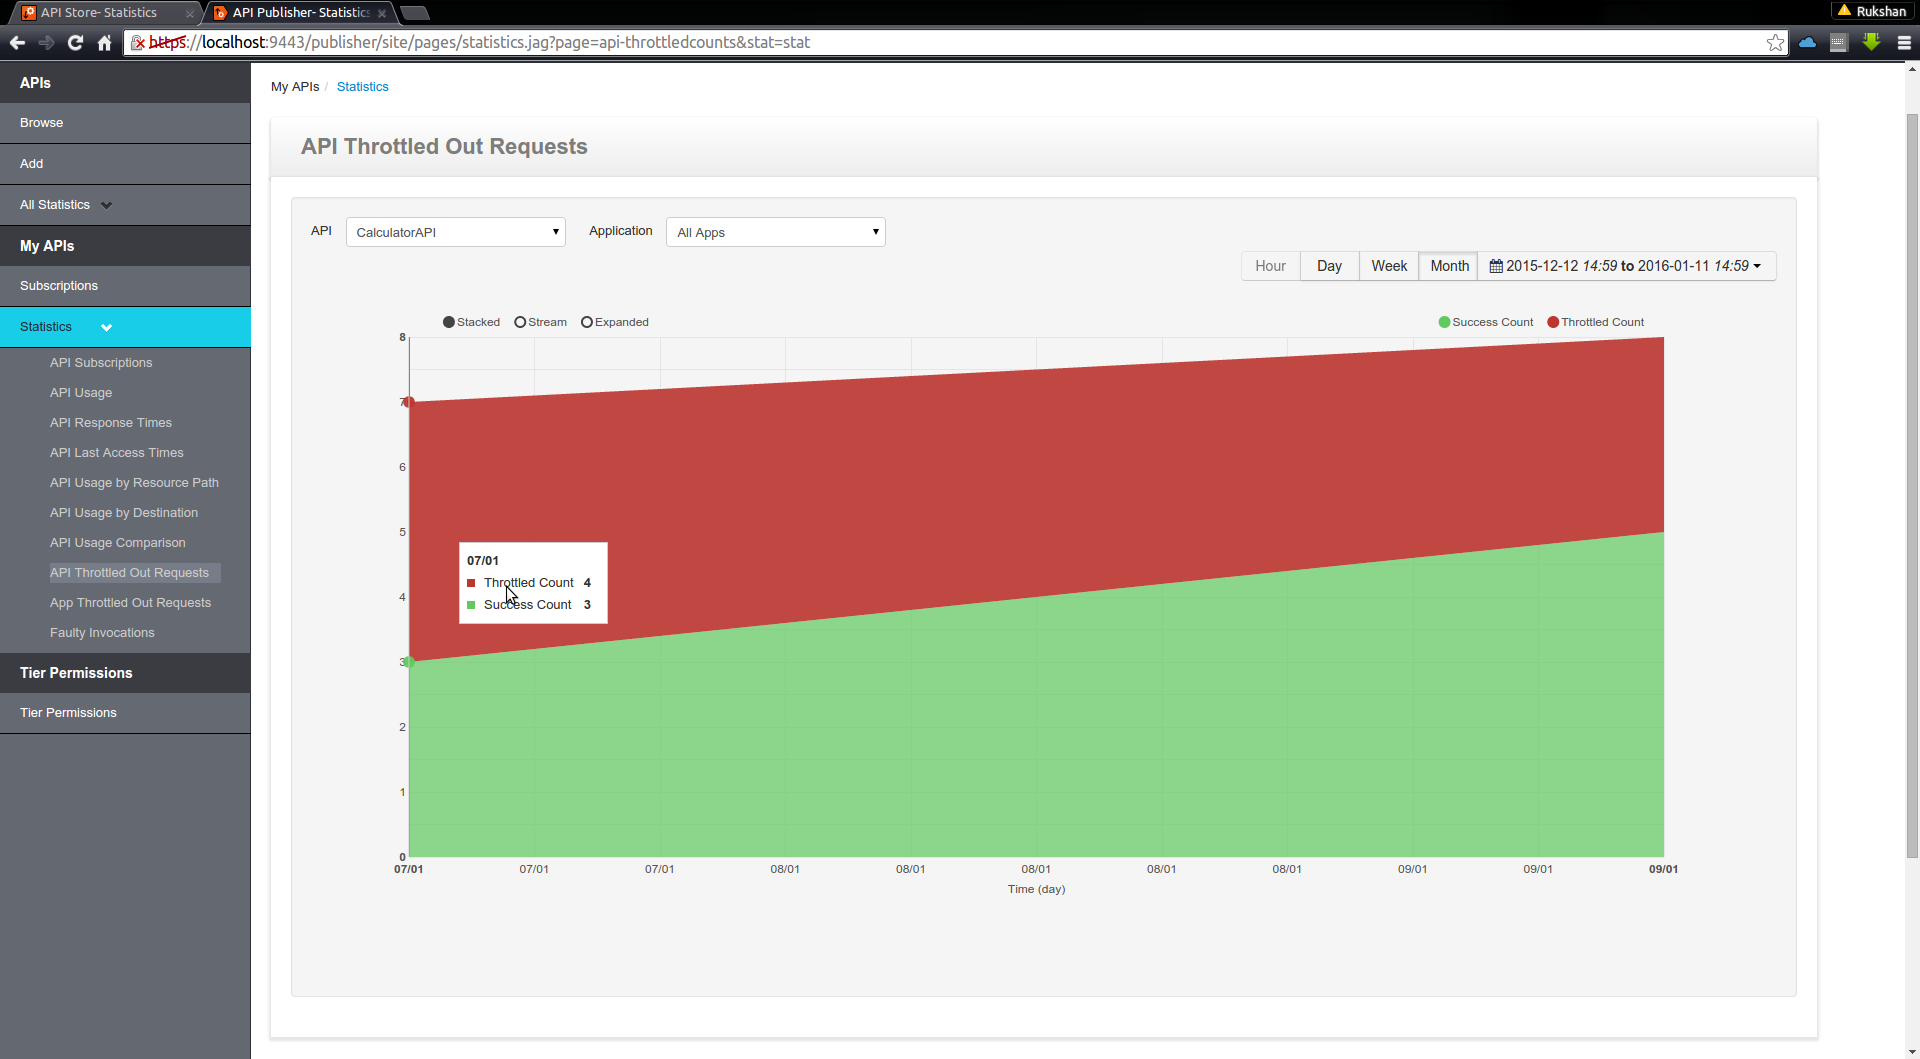 API Store- Statistics
API Publisher- Statistics
Rukshan
https://localhost:9443/publisher/site/pages/statistics.jag?page=api-throttledcounts&stat=stat
APIs
Browse
Add
All Statistics
My APIs
Subscriptions
Statistics
API Subscriptions
API Usage
API Response Times
API Last Access Times
API Usage by Resource Path
API Usage by Destination
API Usage Comparison
API Throttled Out Requests
App Throttled Out Requests
Faulty Invocations
Tier Permissions
Tier Permissions
My APIs / Statistics
API Throttled Out Requests
API CalculatorAPI Application All Apps
Hour Day Week Month 2015-12-12 14:59 to 2016-01-11 14:59
Stacked Stream Expanded Success Count Throttled Count
8
7
6
5
4
3
2
1
0
07/01
Throttled Count 4
Success Count 3
07/01 07/01 07/01 08/01 08/01 08/01 08/01 08/01 09/01 09/01 09/01
Time (day)